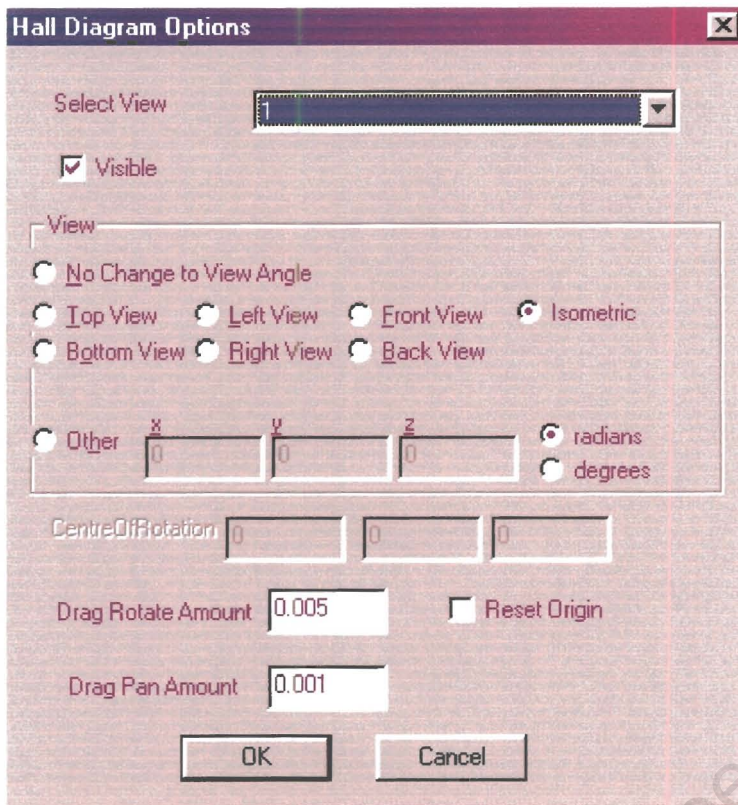 Hall Diagram Options
Select View 1
Visible
View
No Change to View Angle
Top View Left View Front View Isometric
Bottom View Right View Back View
x y z
Other 0 0 0 radians
degrees
CentreOfRotation 0 0 0
Drag Rotate Amount 0.005 Reset Origin
Drag Pan Amount 0.001
OK Cancel